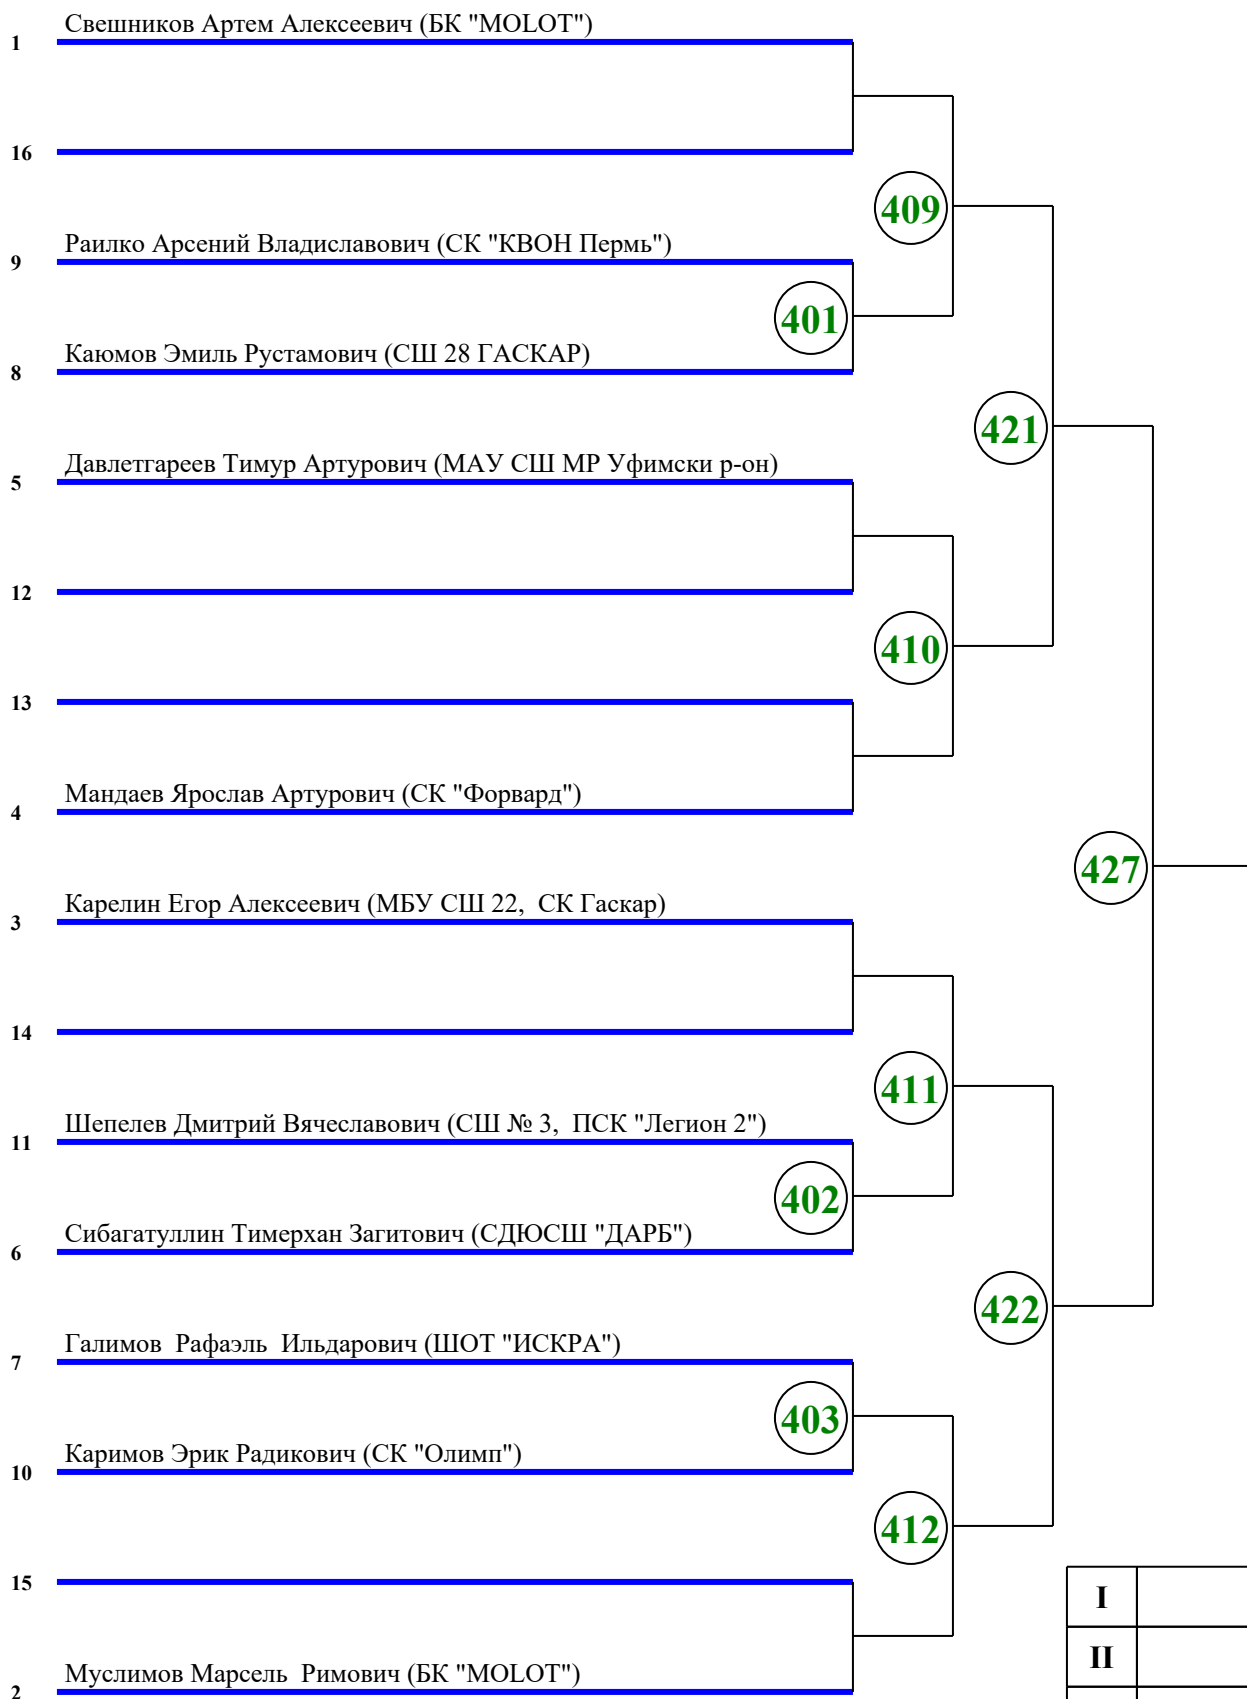 1 Свешников Артем Алексеевич (БК "MOLOT")
16
409
9 Раилко Арсений Владиславович (СК "КВОН Пермь")
401
8 Каюмов Эмиль Рустамович (СШ 28 ГАСКАР)
421
5 Давлетгареев Тимур Артурович (МАУ СШ МР Уфимски р-он)
12
410
13
4 Мандаев Ярослав Артурович (СК "Форвард")
427
3 Карелин Егор Алексеевич (МБУ СШ 22,  СК Гаскар)
14
411
11 Шепелев Дмитрий Вячеславович (СШ № 3,  ПСК "Легион 2")
402
6 Сибагатуллин Тимерхан Загитович (СДЮСШ "ДАРБ")
422
7 Галимов  Рафаэль  Ильдарович (ШОТ "ИСКРА")
403
10 Каримов Эрик Радикович (СК "Олимп")
412
15
I
II
2 Муслимов Марсель  Римович (БК "MOLOT")